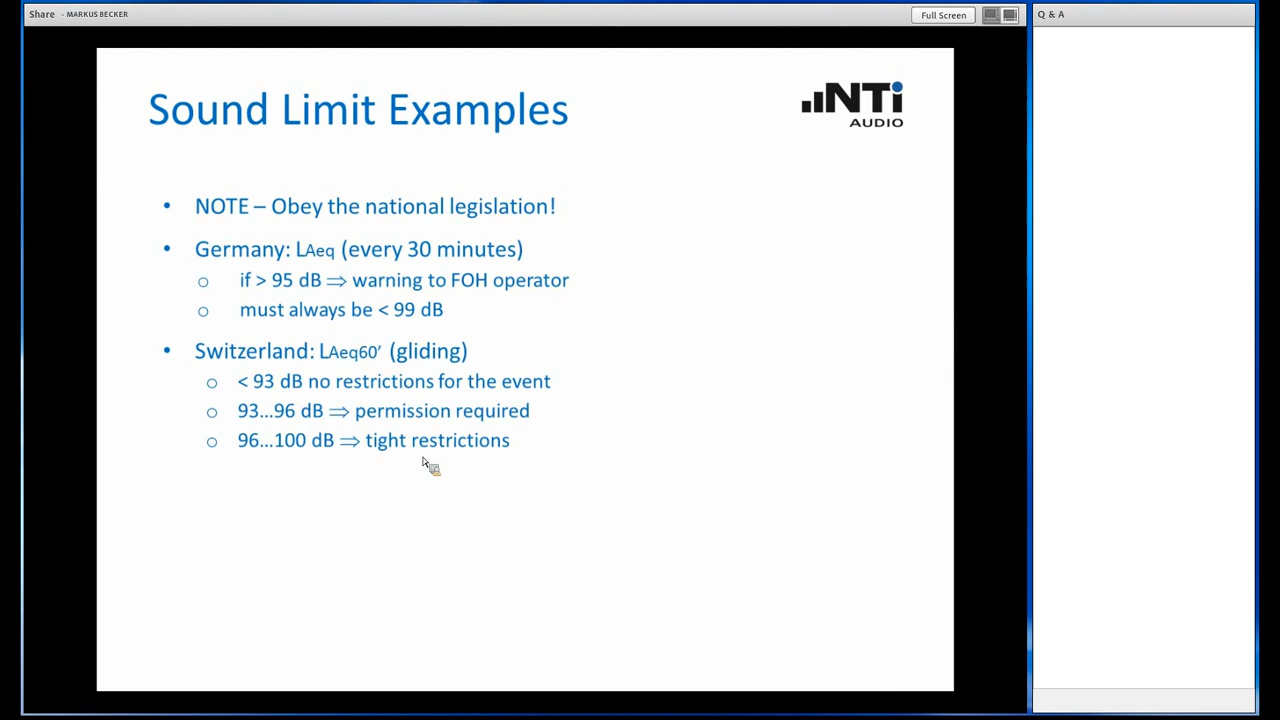 Share - MARKUS BECKER
Full Screen
Q & A
Sound Limit Examples
NTi
AUDIO
• NOTE – Obey the national legislation!
• Germany: LAeq (every 30 minutes)
o if > 95 dB ⇒ warning to FOH operator
o must always be < 99 dB
• Switzerland: LAeq60’ (gliding)
o < 93 dB no restrictions for the event
o 93…96 dB ⇒ permission required
o 96…100 dB ⇒ tight restrictions